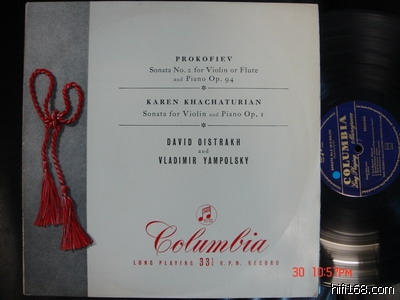 PROKOFIEV
Sonata No. 2 for Violin or Flute
and Piano Op. 94
KAREN KHACHATURIAN
Sonata for Violin and Piano Op. 1
DAVID OISTRAKH
and
VLADIMIR YAMPOLSKY
Columbia
LONG PLAYING 33⅓ R.P.M. RECORD
COLUMBIA
Long Playing
30 10:57PM
hifi168.com